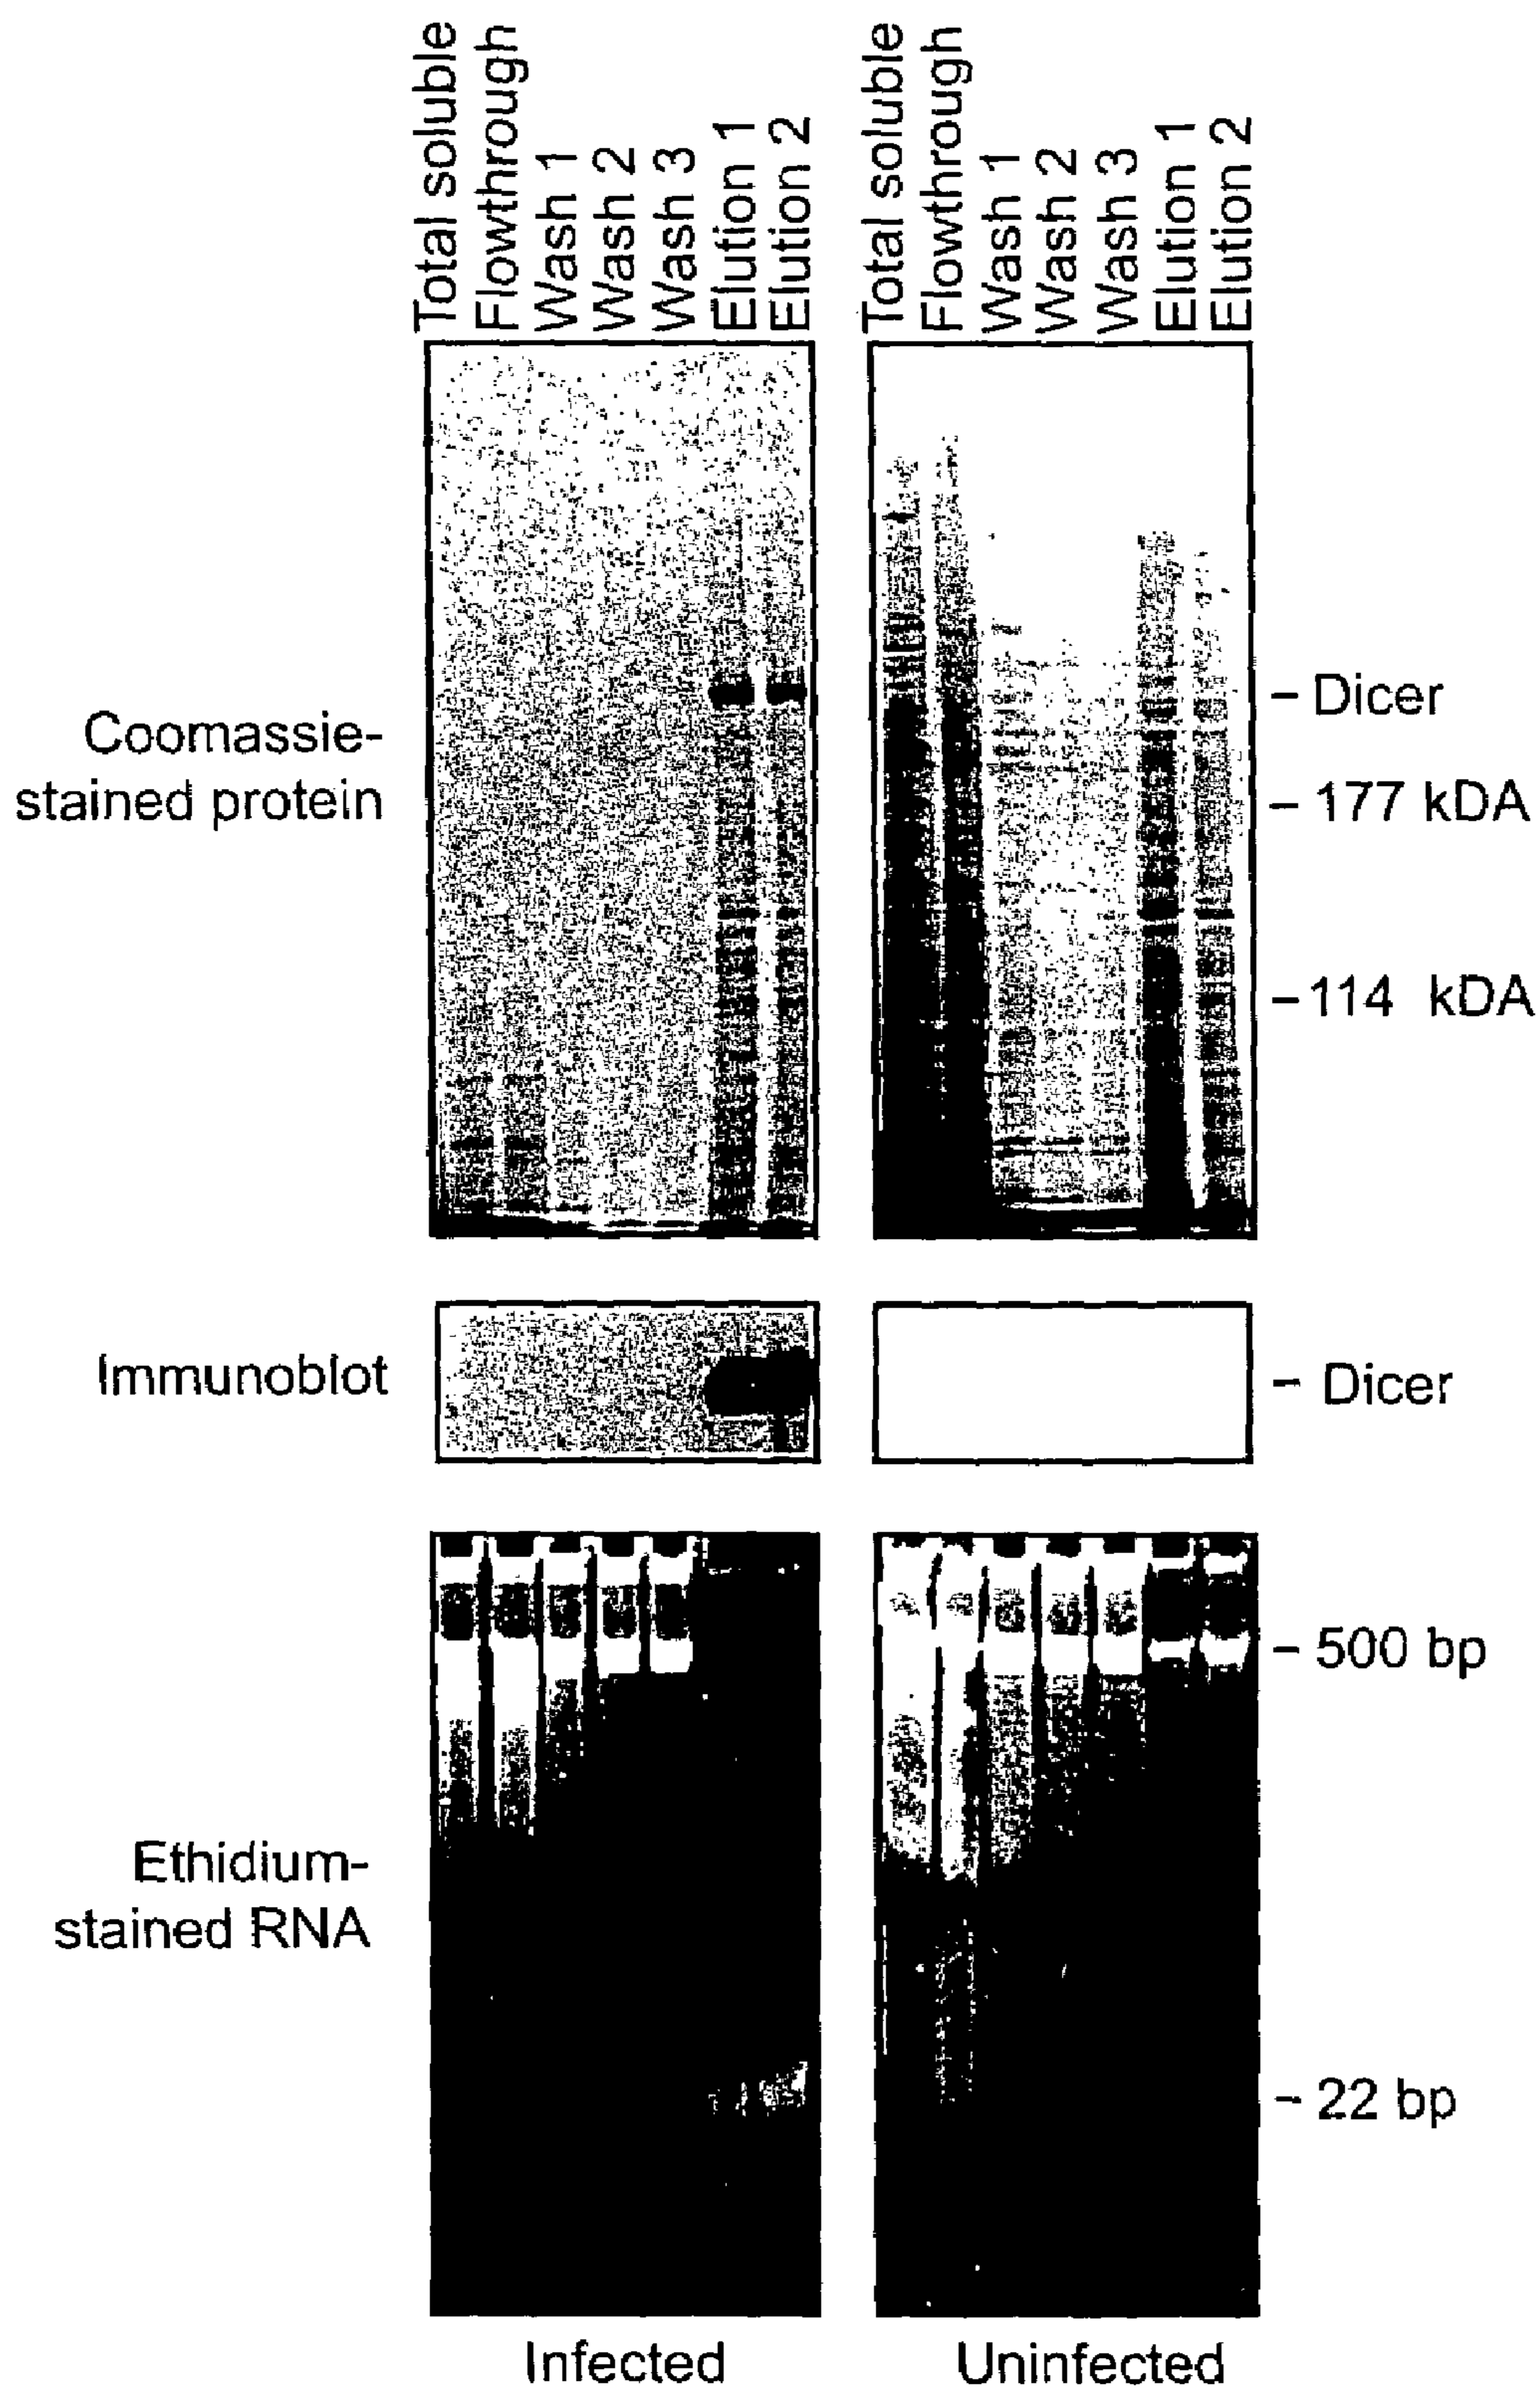 Total soluble
Flowthrough
Wash 1
Wash 2
Wash 3
Elution 1
Elution 2
Total soluble
Flowthrough
Wash 1
Wash 2
Wash 3
Elution 1
Elution 2
Coomassie-
stained protein
- Dicer
- 177 kDA
- 114 kDA
Immunoblot
- Dicer
Ethidium-
stained RNA
- 500 bp
- 22 bp
Infected
Uninfected